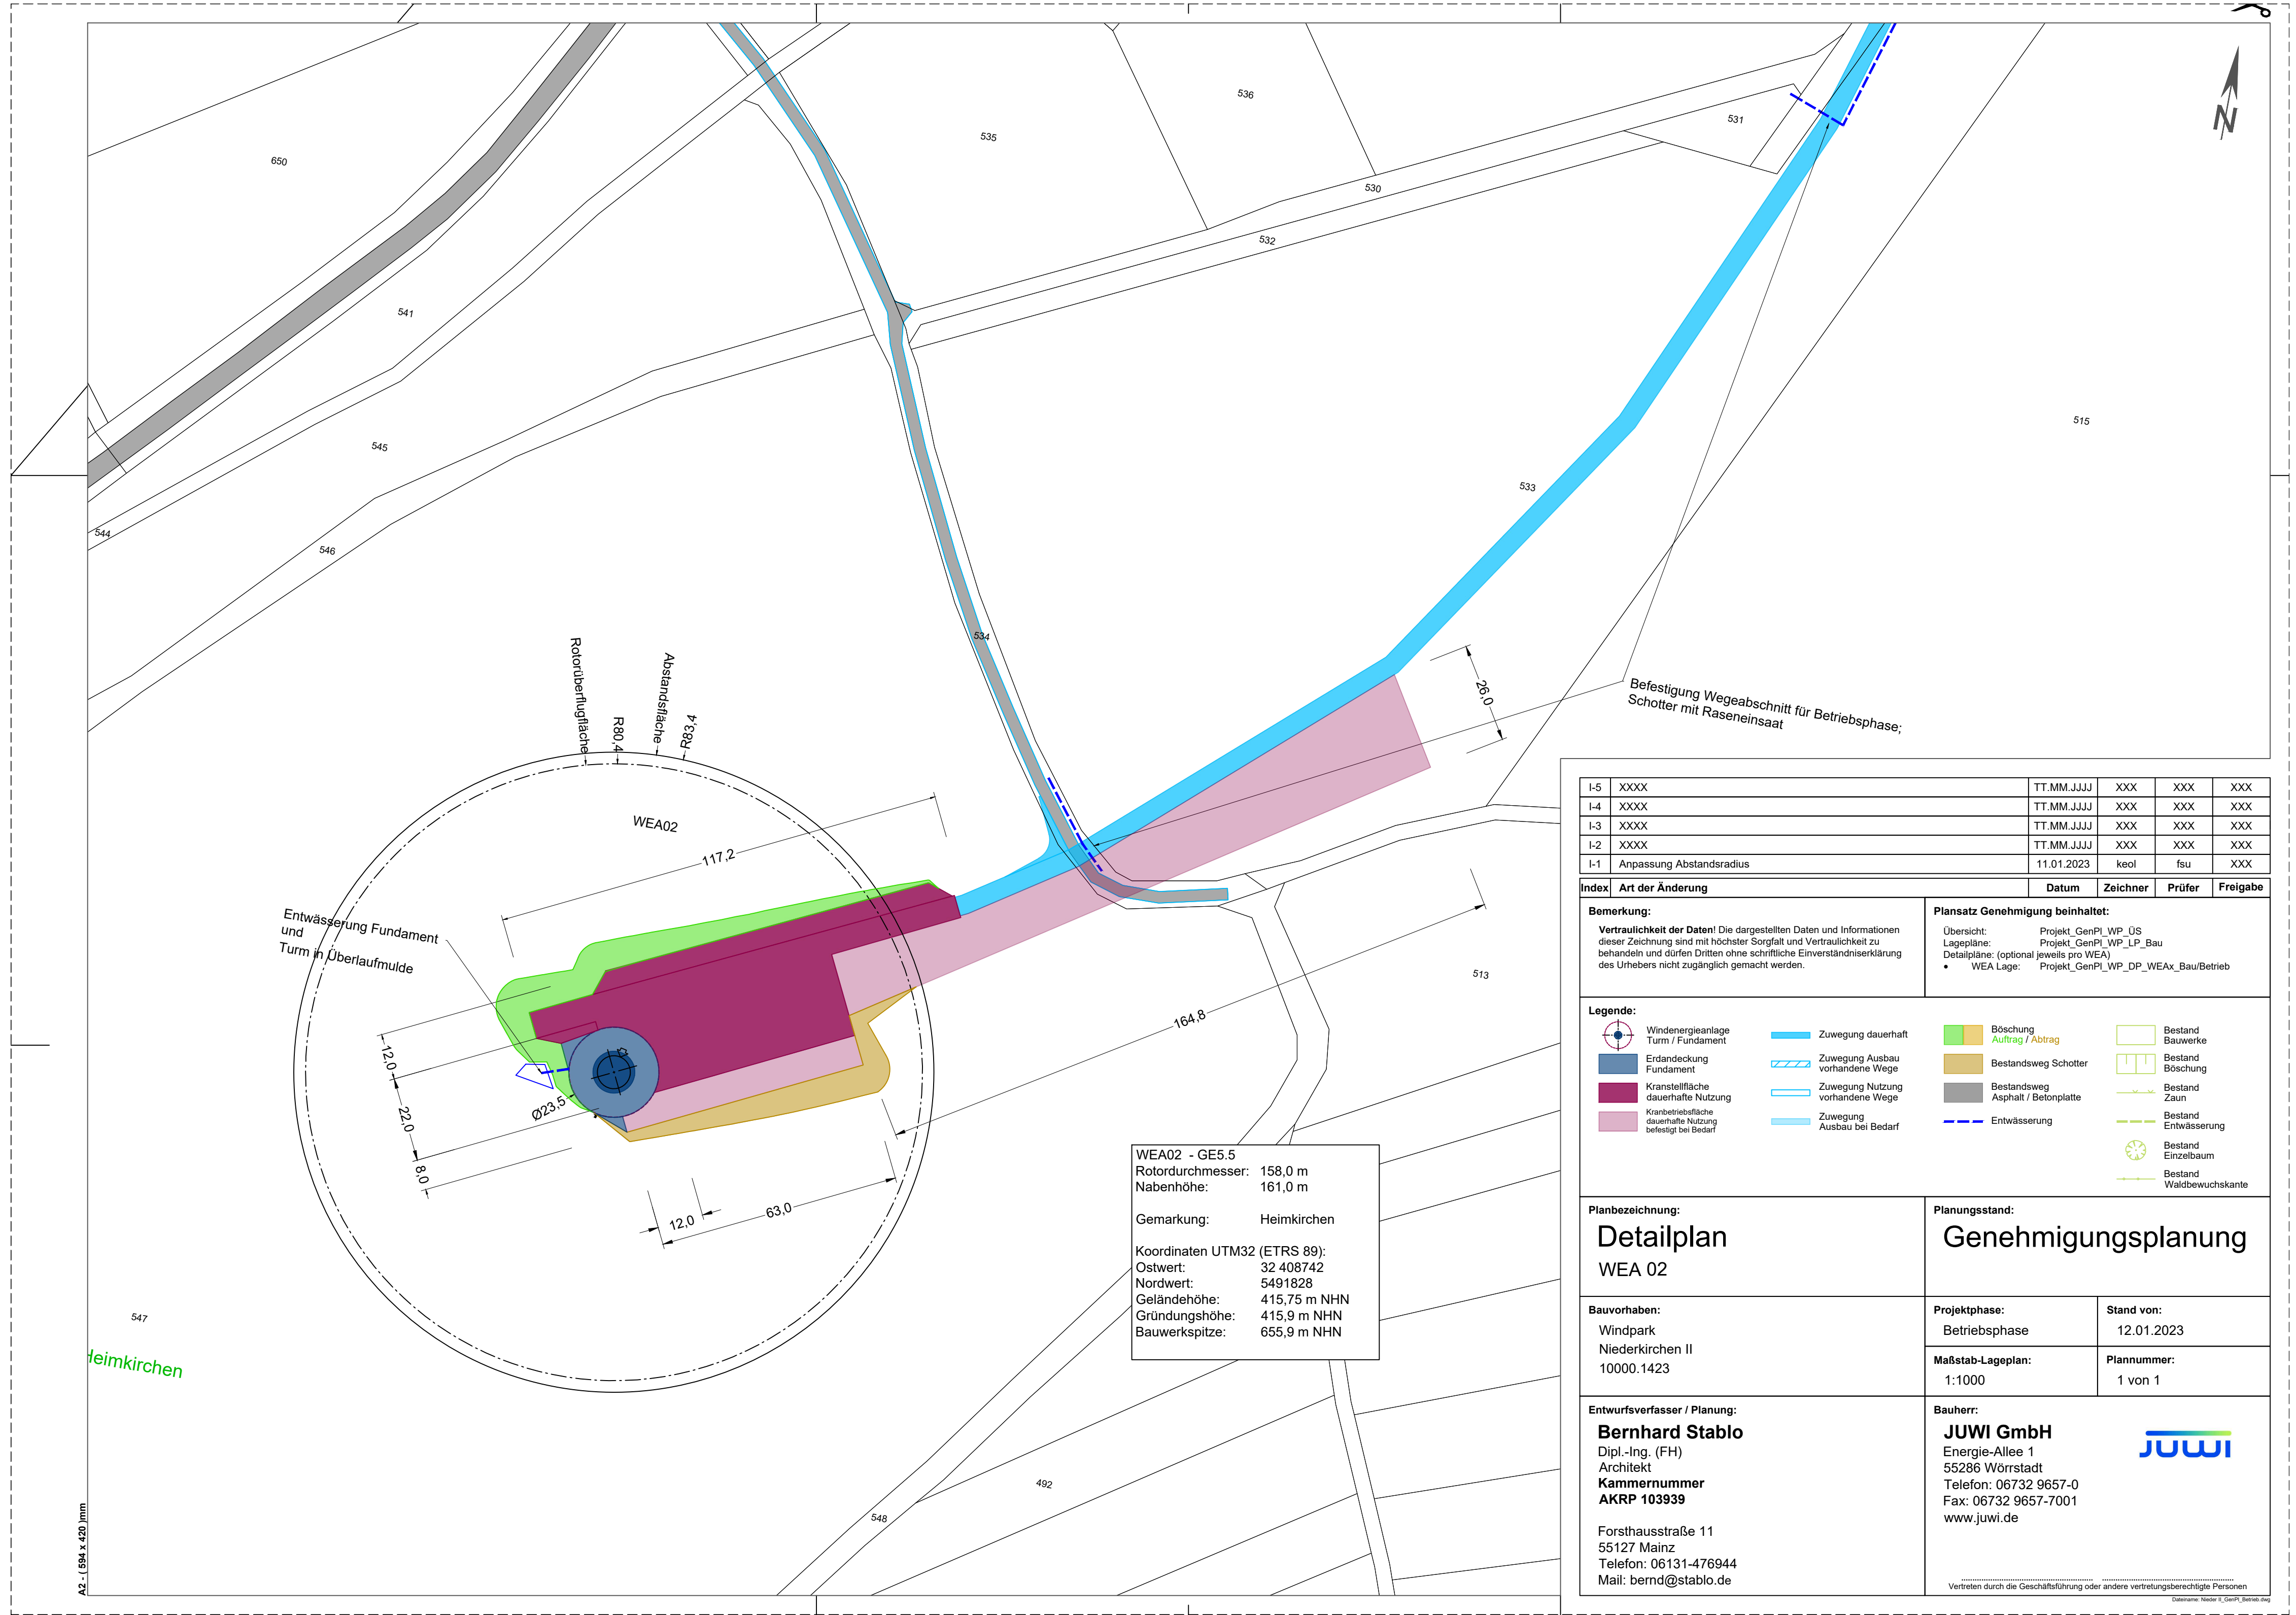 650
535
536
531
530
532
541
545
544
546
534
533
515
513
547
492
548
Heimkirchen
Rotorüberflugfläche
R80,4
Abstandsfläche
R83,4
WEA02
117,2
26,0
164,8
12,0
22,0
8,0
Ø23,5
12,0
63,0
Entwässerung Fundament
und
Turm in Überlaufmulde
Befestigung Wegeabschnitt für Betriebsphase;
Schotter mit Raseneinsaat
N
WEA02 - GE5.5
Rotordurchmesser: 158,0 m
Nabenhöhe: 161,0 m
Gemarkung: Heimkirchen
Koordinaten UTM32 (ETRS 89):
Ostwert: 32 408742
Nordwert: 5491828
Geländehöhe: 415,75 m NHN
Gründungshöhe: 415,9 m NHN
Bauwerkspitze: 655,9 m NHN
I-5 XXXX TT.MM.JJJJ XXX XXX XXX
I-4 XXXX TT.MM.JJJJ XXX XXX XXX
I-3 XXXX TT.MM.JJJJ XXX XXX XXX
I-2 XXXX TT.MM.JJJJ XXX XXX XXX
I-1 Anpassung Abstandsradius 11.01.2023 keol fsu XXX
Index Art der Änderung Datum Zeichner Prüfer Freigabe
Bemerkung:
Vertraulichkeit der Daten! Die dargestellten Daten und Informationen
dieser Zeichnung sind mit höchster Sorgfalt und Vertraulichkeit zu
behandeln und dürfen Dritten ohne schriftliche Einverständniserklärung
des Urhebers nicht zugänglich gemacht werden.
Plansatz Genehmigung beinhaltet:
Übersicht: Projekt_GenPl_WP_ÜS
Lagepläne: Projekt_GenPl_WP_LP_Bau
Detailpläne: (optional jeweils pro WEA)
• WEA Lage: Projekt_GenPl_WP_DP_WEAx_Bau/Betrieb
Legende:
Windenergieanlage
Turm / Fundament
Erdandeckung
Fundament
Kranstellfläche
dauerhafte Nutzung
Kranbetriebsfläche
dauerhafte Nutzung
befestigt bei Bedarf
Zuwegung dauerhaft
Zuwegung Ausbau
vorhandene Wege
Zuwegung Nutzung
vorhandene Wege
Zuwegung
Ausbau bei Bedarf
Böschung
Auftrag / Abtrag
Bestandsweg Schotter
Bestandsweg
Asphalt / Betonplatte
Entwässerung
Bestand
Bauwerke
Bestand
Böschung
Bestand
Zaun
Bestand
Entwässerung
Bestand
Einzelbaum
Bestand
Waldbewuchskante
Planbezeichnung:
Detailplan
WEA 02
Planungsstand:
Genehmigungsplanung
Bauvorhaben:
Windpark
Niederkirchen II
10000.1423
Projektphase:
Betriebsphase
Stand von:
12.01.2023
Maßstab-Lageplan:
1:1000
Plannummer:
1 von 1
Entwurfsverfasser / Planung:
Bernhard Stablo
Dipl.-Ing. (FH)
Architekt
Kammernummer
AKRP 103939
Forsthausstraße 11
55127 Mainz
Telefon: 06131-476944
Mail: bernd@stablo.de
Bauherr:
JUWI GmbH
Energie-Allee 1
55286 Wörrstadt
Telefon: 06732 9657-0
Fax: 06732 9657-7001
www.juwi.de
JUWI
Vertreten durch die Geschäftsführung oder andere vertretungsberechtigte Personen
Dateiname: Nieder II_GenPl_Betrieb.dwg
A2 - ( 594 x 420 )mm